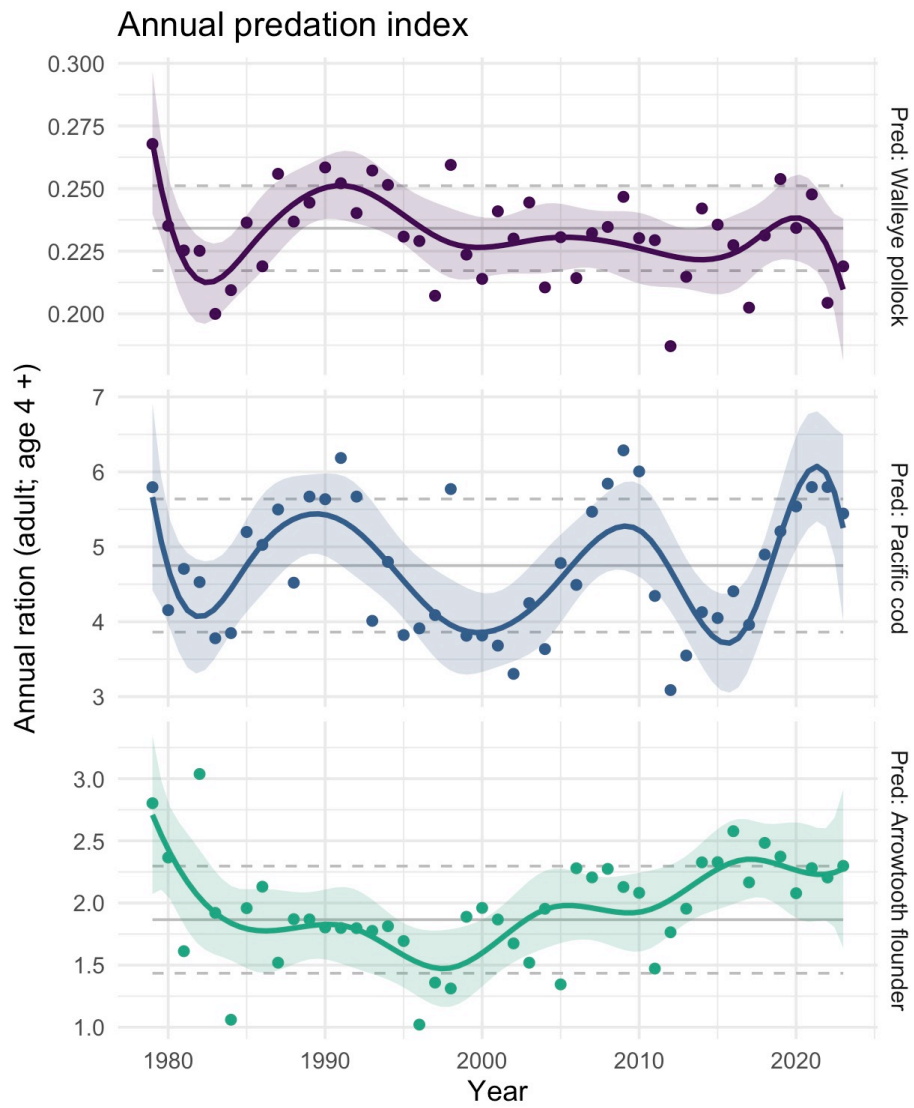 Annual predation index
0.300
0.275
0.250
0.225
0.200
Pred: Walleye pollock
7
6
5
4
3
Pred: Pacific cod
3.0
2.5
2.0
1.5
1.0
Pred: Arrowtooth flounder
Annual ration (adult; age 4 +)
1980 1990 2000 2010 2020
Year